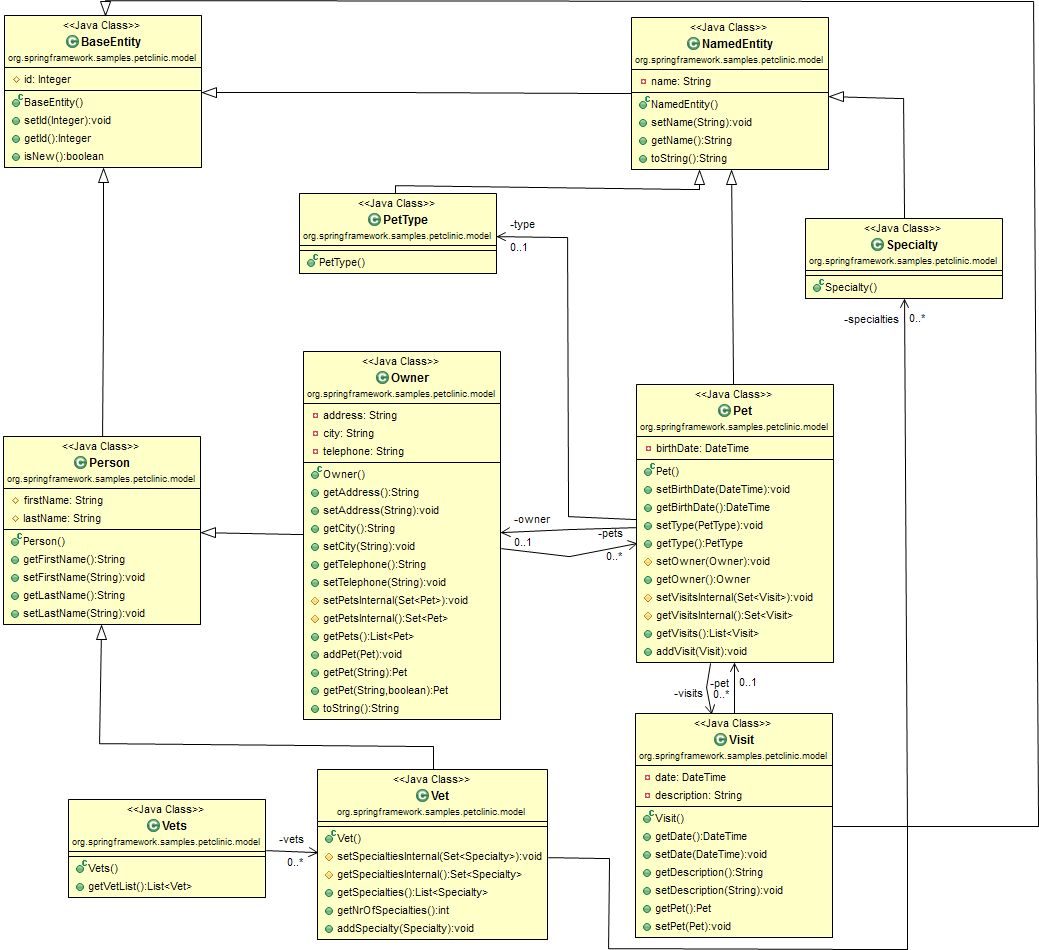 <<Java Class>>
BaseEntity
org.springframework.samples.petclinic.model
id: Integer
BaseEntity()
setId(Integer):void
getId():Integer
isNew():boolean
<<Java Class>>
NamedEntity
org.springframework.samples.petclinic.model
name: String
NamedEntity()
setName(String):void
getName():String
toString():String
<<Java Class>>
PetType
org.springframework.samples.petclinic.model
PetType()
-type
0..1
<<Java Class>>
Specialty
org.springframework.samples.petclinic.model
Specialty()
-specialties
0..*
<<Java Class>>
Owner
org.springframework.samples.petclinic.model
address: String
city: String
telephone: String
Owner()
getAddress():String
setAddress(String):void
getCity():String
setCity(String):void
getTelephone():String
setTelephone(String):void
setPetsInternal(Set<Pet>):void
getPetsInternal():Set<Pet>
getPets():List<Pet>
addPet(Pet):void
getPet(String):Pet
getPet(String,boolean):Pet
toString():String
-owner
0..1
-pets
0..*
<<Java Class>>
Pet
org.springframework.samples.petclinic.model
birthDate: DateTime
Pet()
setBirthDate(DateTime):void
getBirthDate():DateTime
setType(PetType):void
getType():PetType
setOwner(Owner):void
getOwner():Owner
setVisitsInternal(Set<Visit>):void
getVisitsInternal():Set<Visit>
getVisits():List<Visit>
addVisit(Visit):void
<<Java Class>>
Person
org.springframework.samples.petclinic.model
firstName: String
lastName: String
Person()
getFirstName():String
setFirstName(String):void
getLastName():String
setLastName(String):void
-pet
0..1
-visits
0..*
<<Java Class>>
Visit
org.springframework.samples.petclinic.model
date: DateTime
description: String
Visit()
getDate():DateTime
setDate(DateTime):void
getDescription():String
setDescription(String):void
getPet():Pet
setPet(Pet):void
<<Java Class>>
Vets
org.springframework.samples.petclinic.model
Vets()
getVetList():List<Vet>
-vets
0..*
<<Java Class>>
Vet
org.springframework.samples.petclinic.model
Vet()
setSpecialtiesInternal(Set<Specialty>):void
getSpecialtiesInternal():Set<Specialty>
getSpecialties():List<Specialty>
getNrOfSpecialties():int
addSpecialty(Specialty):void